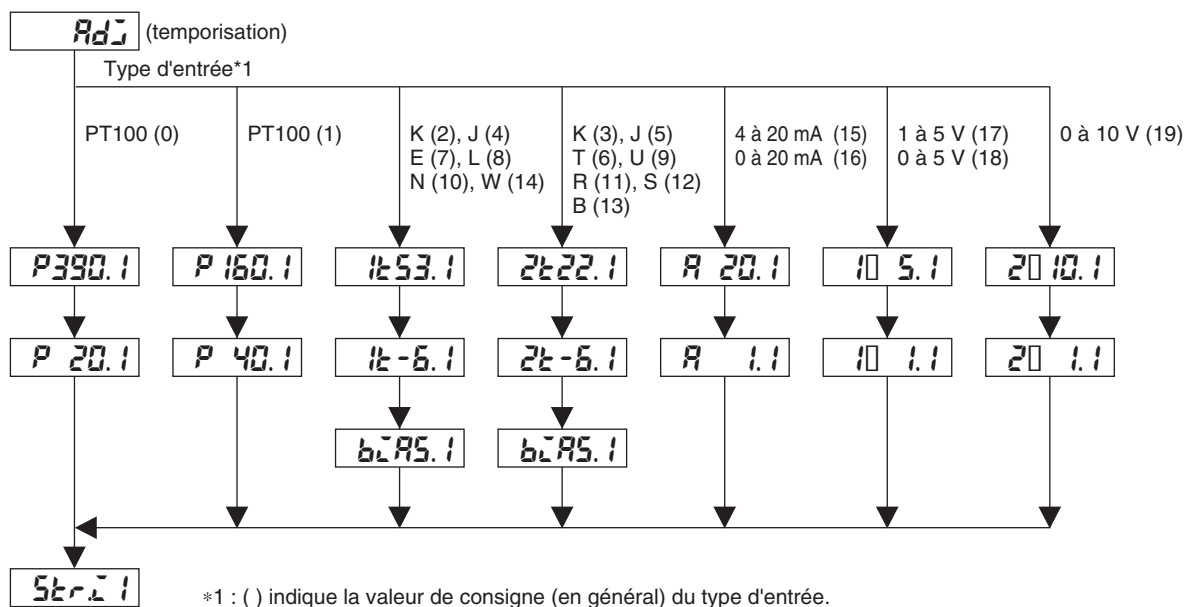 AdJ (temporisation)
Type d'entrée*1
PT100 (0)
PT100 (1)
K (2), J (4)
E (7), L (8)
N (10), W (14)
K (3), J (5)
T (6), U (9)
R (11), S (12)
B (13)
4 à 20 mA (15)
0 à 20 mA (16)
1 à 5 V (17)
0 à 5 V (18)
0 à 10 V (19)
P390.1
P160.1
1t53.1
2t22.1
A 20.1
1▯ 5.1
2▯10.1
P 20.1
P 40.1
1t-6.1
2t-6.1
A 1.1
1▯ 1.1
2▯ 1.1
biAS.1
biAS.1
Str.i1
*1 : ( ) indique la valeur de consigne (en général) du type d'entrée.